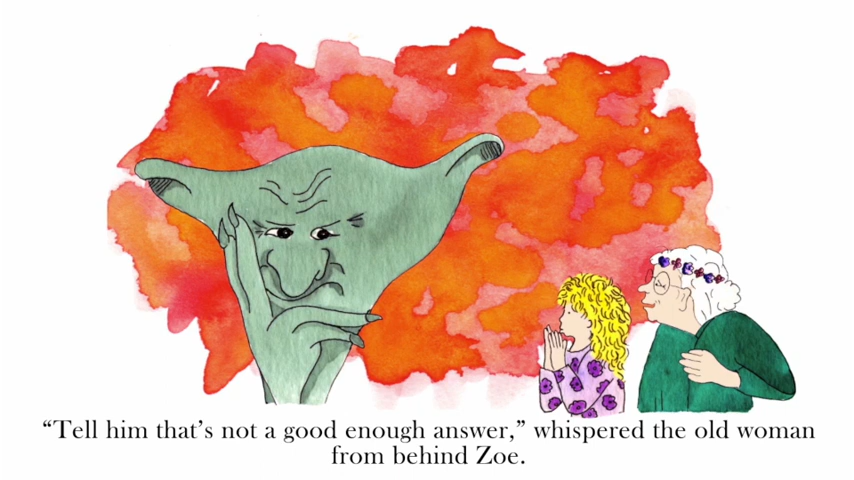 “Tell him that’s not a good enough answer,” whispered the old woman
from behind Zoe.